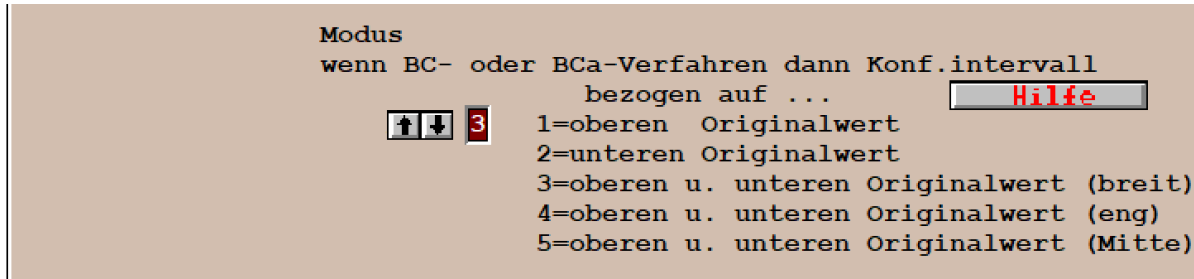 Modus
wenn BC- oder BCa-Verfahren dann Konf.intervall
bezogen auf ... Hilfe
3 1=oberen Originalwert
2=unteren Originalwert
3=oberen u. unteren Originalwert (breit)
4=oberen u. unteren Originalwert (eng)
5=oberen u. unteren Originalwert (Mitte)